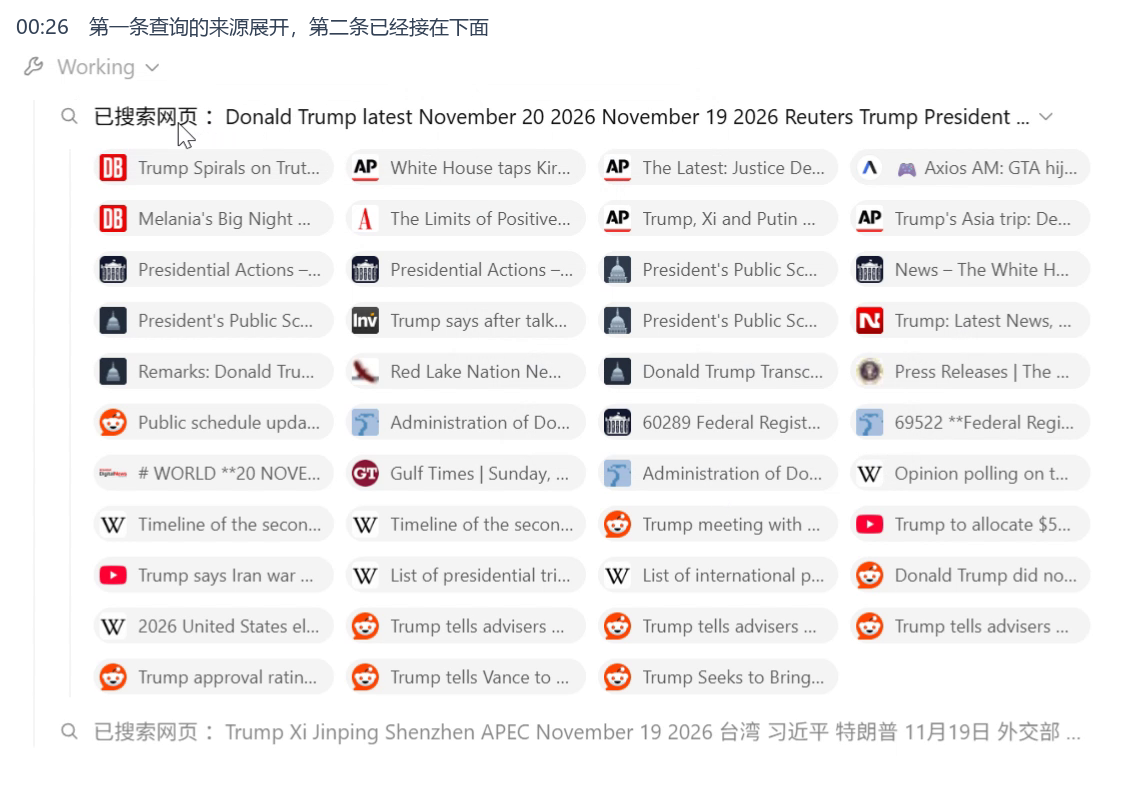 00:26 第一条查询的来源展开，第二条已经接在下面
Working
已搜索网页： Donald Trump latest November 20 2026 November 19 2026 Reuters Trump President ...
DB Trump Spirals on Trut... AP White House taps Kir... AP The Latest: Justice De... 🎮 Axios AM: GTA hij...
DB Melania's Big Night ... A The Limits of Positive... AP Trump, Xi and Putin ... AP Trump's Asia trip: De...
Presidential Actions –... Presidential Actions –... President's Public Sc... News – The White H...
President's Public Sc... Inv Trump says after talk... President's Public Sc... N Trump: Latest News, ...
Remarks: Donald Tru... Red Lake Nation Ne... Donald Trump Transc... Press Releases | The ...
Public schedule upda... Administration of Do... 60289 Federal Regist... 69522 **Federal Regi...
# WORLD **20 NOVE... GT Gulf Times | Sunday, ... Administration of Do... W Opinion polling on t...
W Timeline of the secon... W Timeline of the secon... Trump meeting with ... Trump to allocate $5...
Trump says Iran war ... W List of presidential tri... W List of international p... Donald Trump did no...
W 2026 United States el... Trump tells advisers ... Trump tells advisers ... Trump tells advisers ...
Trump approval ratin... Trump tells Vance to ... Trump Seeks to Bring...
已搜索网页： Trump Xi Jinping Shenzhen APEC November 19 2026 台湾 习近平 特朗普 11月19日 外交部 ...